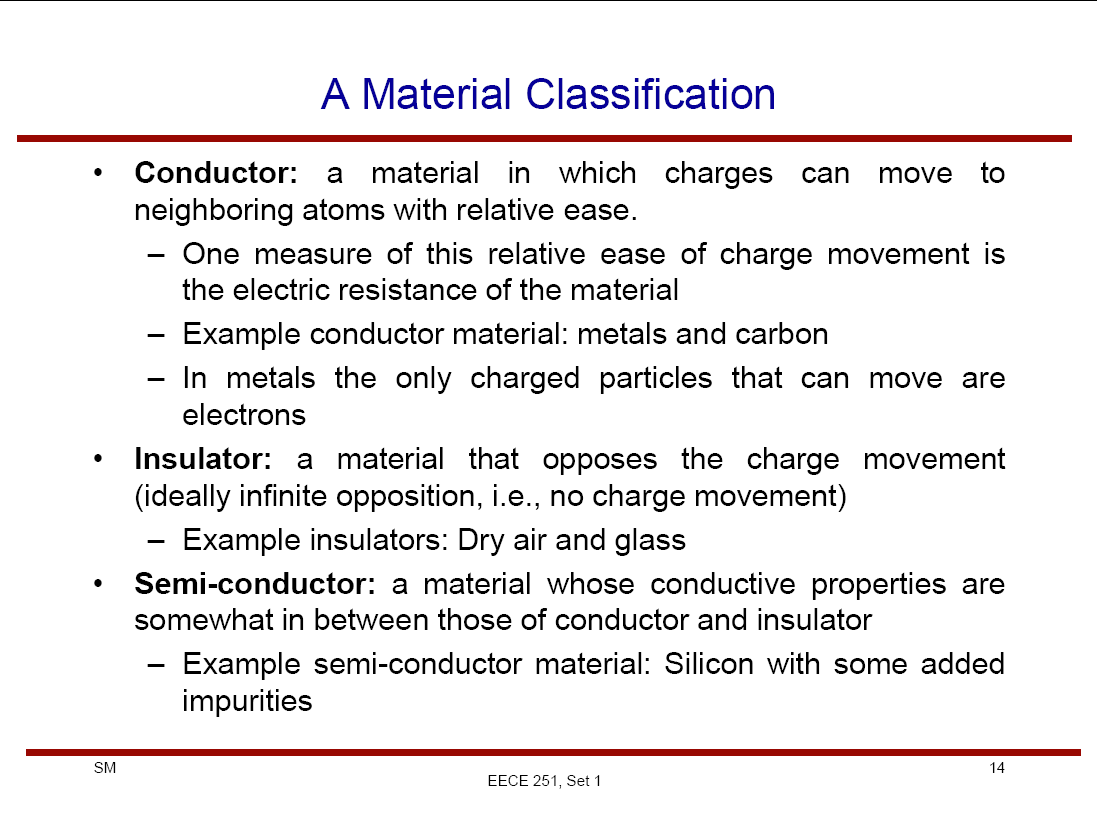 A Material Classification
• Conductor: a material in which charges can move to
neighboring atoms with relative ease.
– One measure of this relative ease of charge movement is
the electric resistance of the material
– Example conductor material: metals and carbon
– In metals the only charged particles that can move are
electrons
• Insulator: a material that opposes the charge movement
(ideally infinite opposition, i.e., no charge movement)
– Example insulators: Dry air and glass
• Semi-conductor: a material whose conductive properties are
somewhat in between those of conductor and insulator
– Example semi-conductor material: Silicon with some added
impurities
SM
EECE 251, Set 1
14